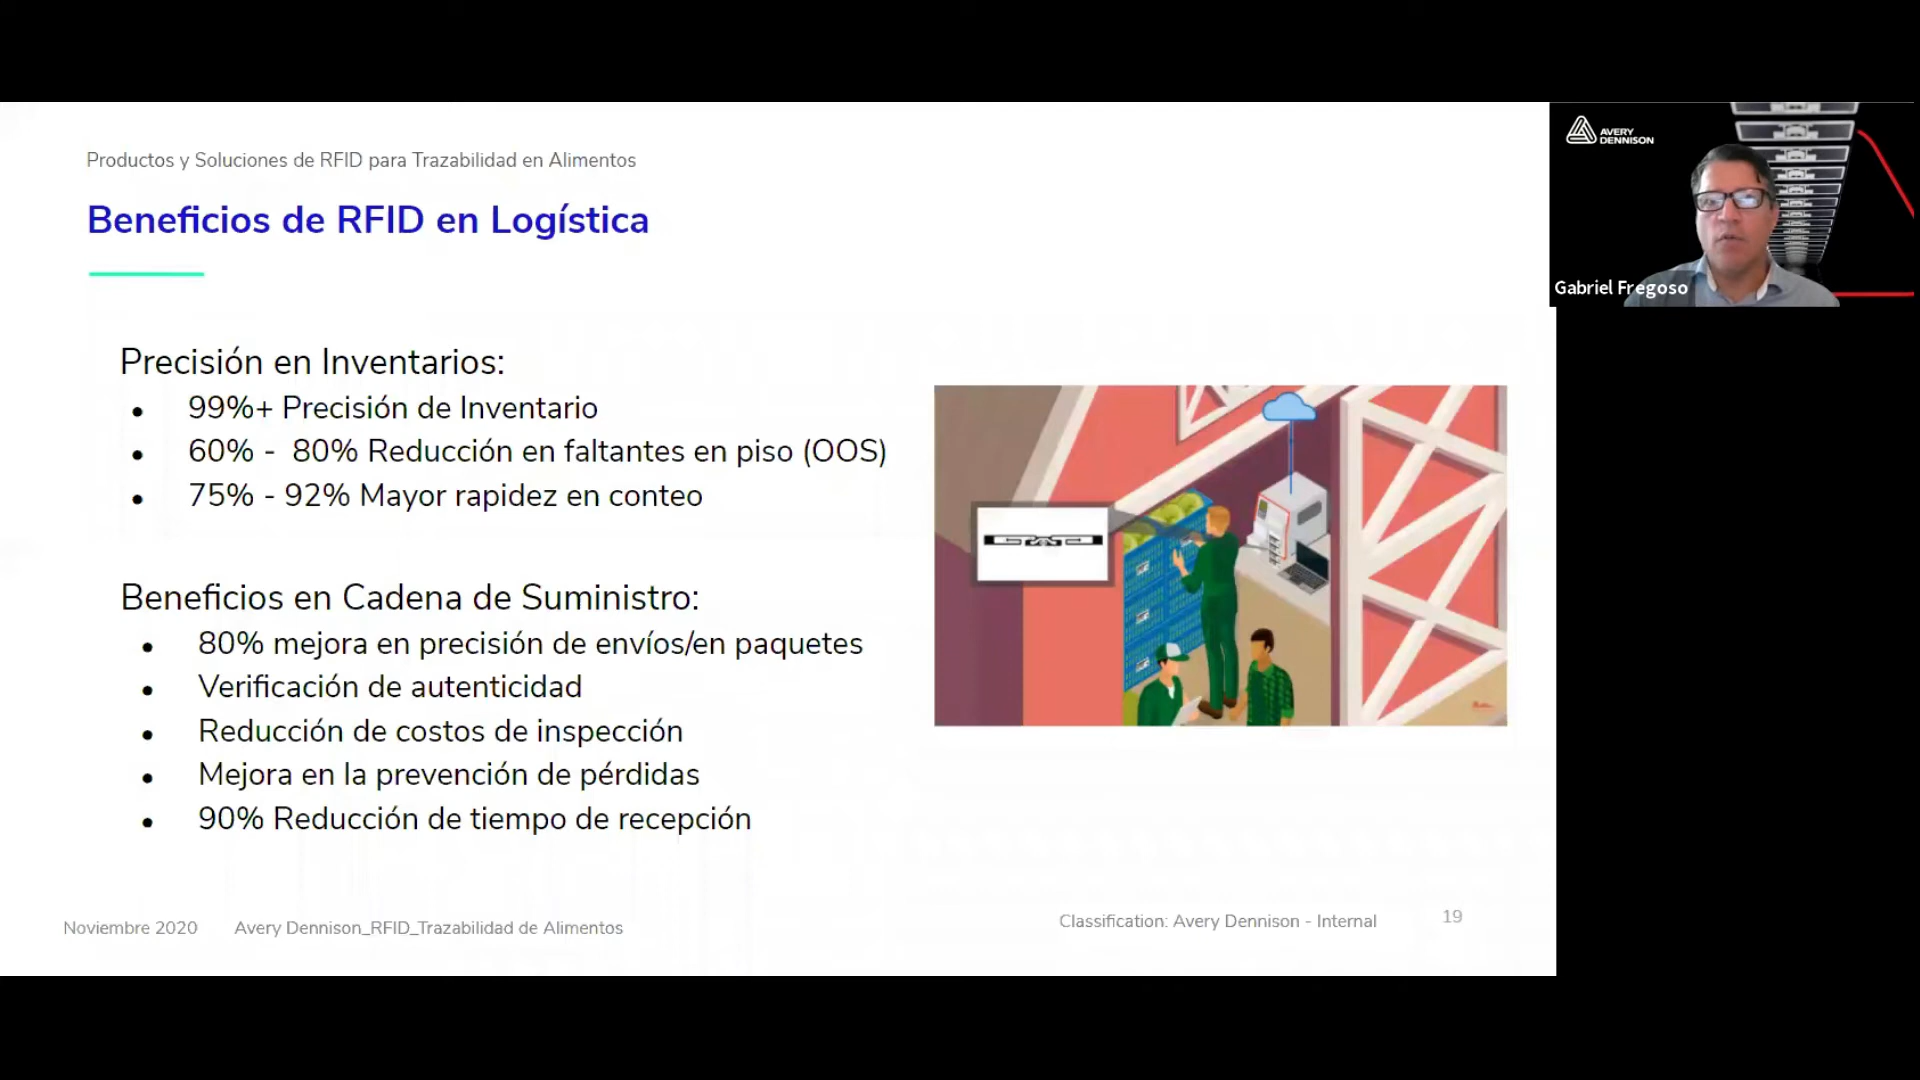 Productos y Soluciones de RFID para Trazabilidad en Alimentos
Beneficios de RFID en Logística
Precisión en Inventarios:
● 99%+ Precisión de Inventario
● 60% - 80% Reducción en faltantes en piso (OOS)
● 75% - 92% Mayor rapidez en conteo
Beneficios en Cadena de Suministro:
● 80% mejora en precisión de envíos/en paquetes
● Verificación de autenticidad
● Reducción de costos de inspección
● Mejora en la prevención de pérdidas
● 90% Reducción de tiempo de recepción
Noviembre 2020 Avery Dennison_RFID_Trazabilidad de Alimentos
Classification: Avery Dennison - Internal 19
AVERY
DENNISON
Gabriel Fregoso